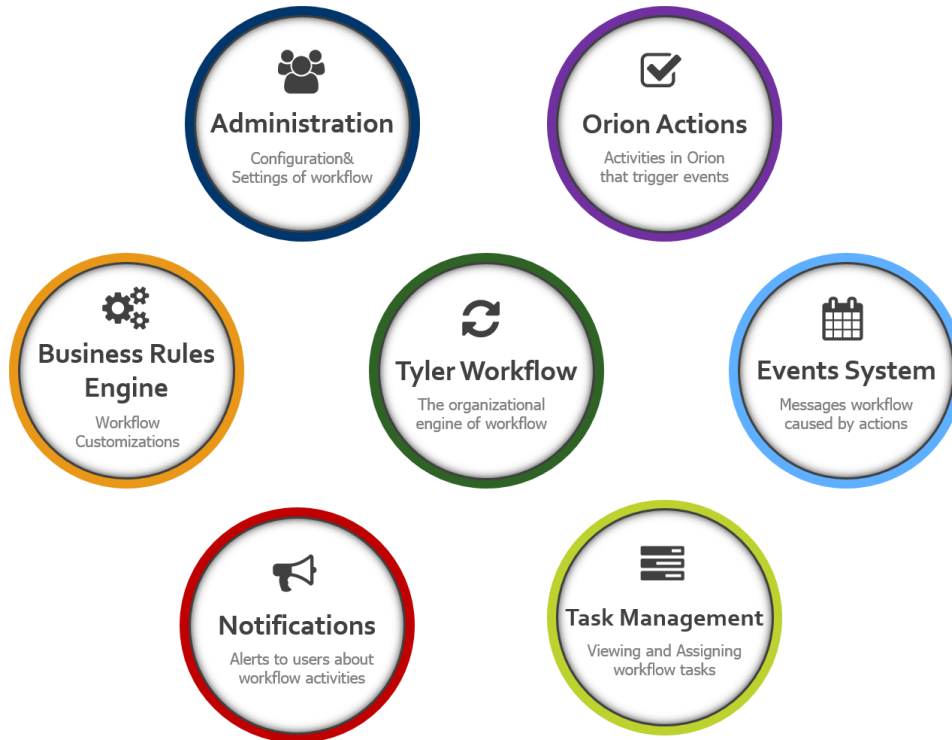 Administration
Configuration&
Settings of workflow
Orion Actions
Activities in Orion
that trigger events
Business Rules
Engine
Workflow
Customizations
Tyler Workflow
The organizational
engine of workflow
Events System
Messages workflow
caused by actions
Notifications
Alerts to users about
workflow activities
Task Management
Viewing and Assigning
workflow tasks